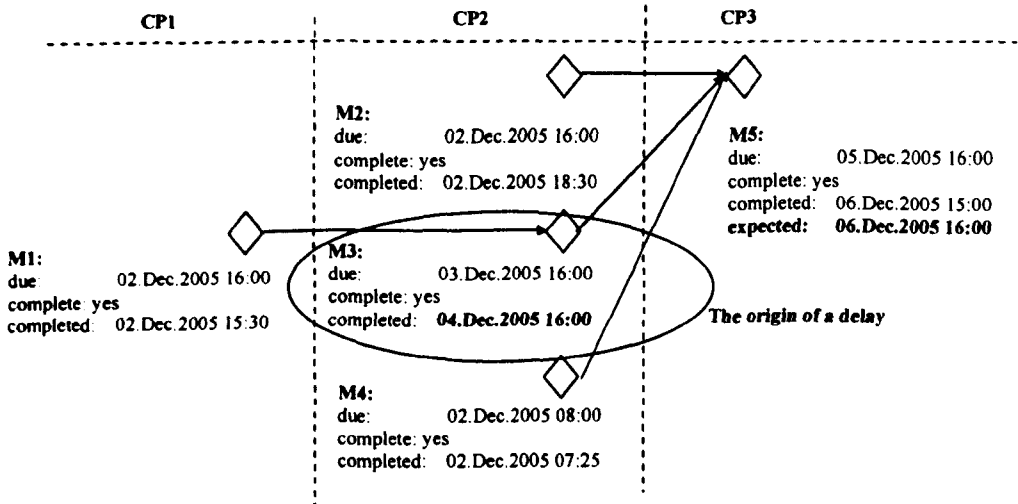 CP1
CP2
CP3
M2:
due: 02.Dec.2005 16:00
complete: yes
completed: 02.Dec.2005 18:30
M5:
due: 05.Dec.2005 16:00
complete: yes
completed: 06.Dec.2005 15:00
expected: 06.Dec.2005 16:00
M1:
due 02.Dec.2005 16:00
complete: yes
completed: 02.Dec.2005 15:30
M3:
due: 03.Dec.2005 16:00
complete: yes
completed: 04.Dec.2005 16:00
The origin of a delay
M4:
due: 02.Dec.2005 08:00
complete: yes
completed: 02.Dec.2005 07:25